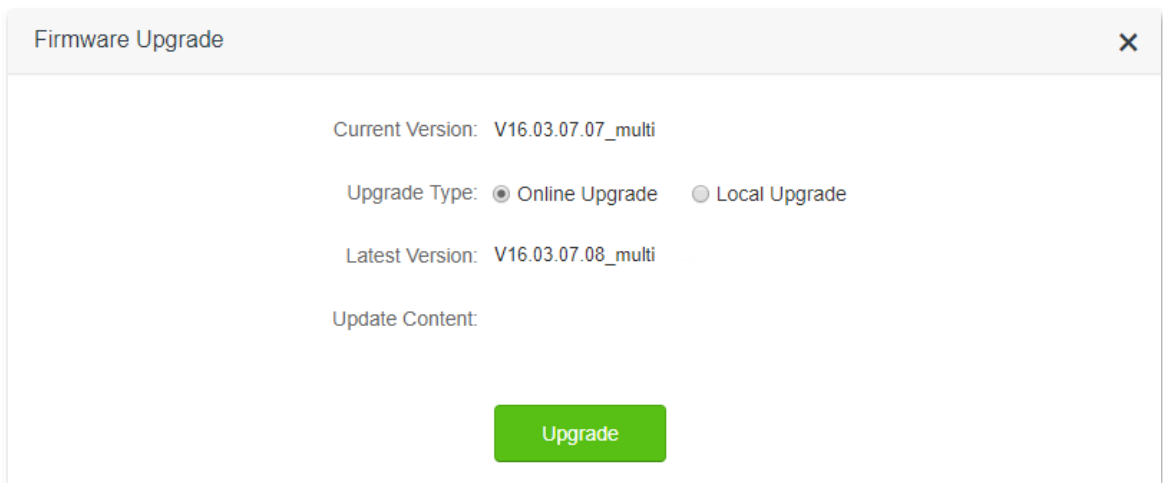 Firmware Upgrade
Current Version: V16.03.07.07_multi
Upgrade Type: Online Upgrade Local Upgrade
Latest Version: V16.03.07.08_multi
Update Content:
Upgrade